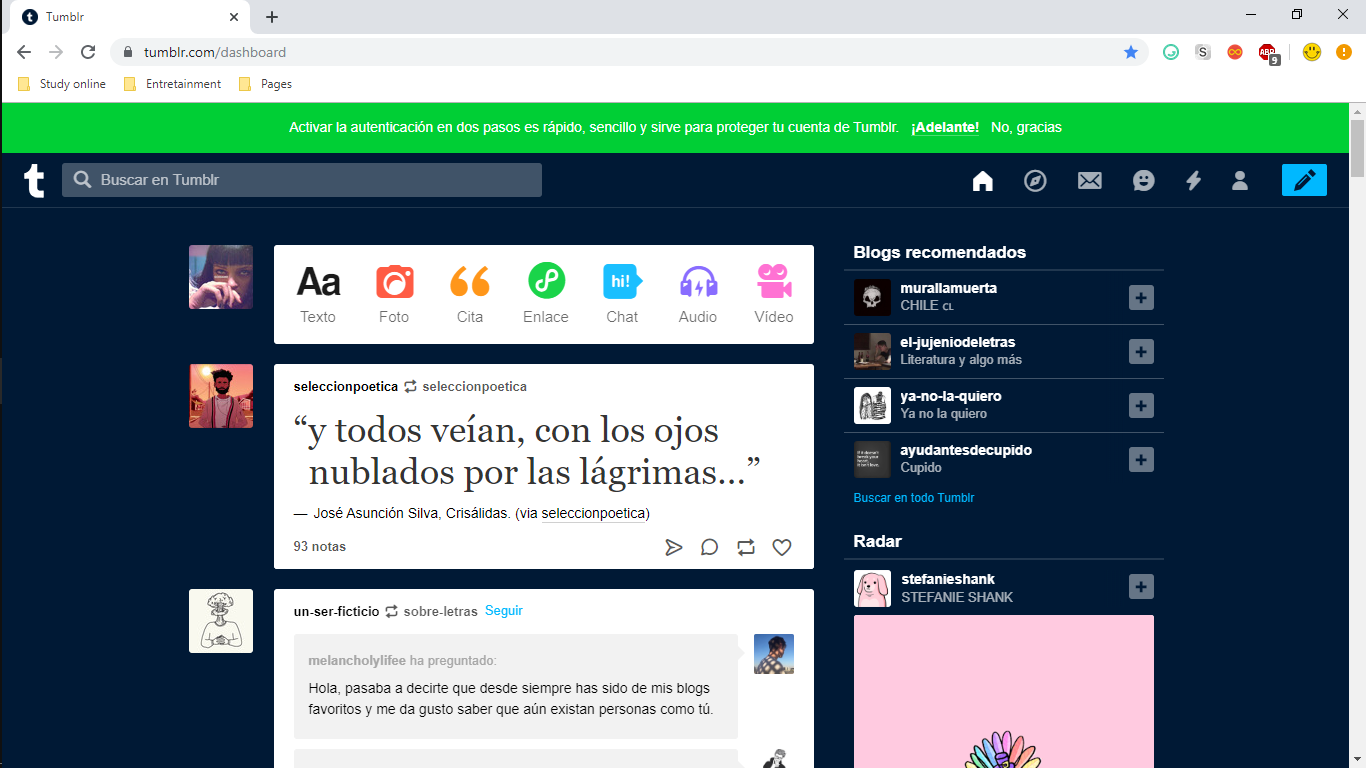 Tumblr
tumblr.com/dashboard
S
ABP
9
Study online
Entretainment
Pages
Activar la autenticación en dos pasos es rápido, sencillo y sirve para proteger tu cuenta de Tumblr. ¡Adelante! No, gracias
t
Buscar en Tumblr
Aa
hi!
Texto
Foto
Cita
Enlace
Chat
Audio
Vídeo
seleccionpoetica seleccionpoetica
“y todos veían, con los ojos
nublados por las lágrimas...”
— José Asunción Silva, Crisálidas. (via seleccionpoetica)
93 notas
un-ser-ficticio sobre-letras Seguir
melancholylifee ha preguntado:
Hola, pasaba a decirte que desde siempre has sido de mis blogs
favoritos y me da gusto saber que aún existan personas como tú.
Blogs recomendados
murallamuerta
CHILE CL
el-jujeniodeletras
Literatura y algo más
ya-no-la-quiero
Ya no la quiero
ayudantesdecupido
Cupido
Buscar en todo Tumblr
Radar
stefanieshank
STEFANIE SHANK